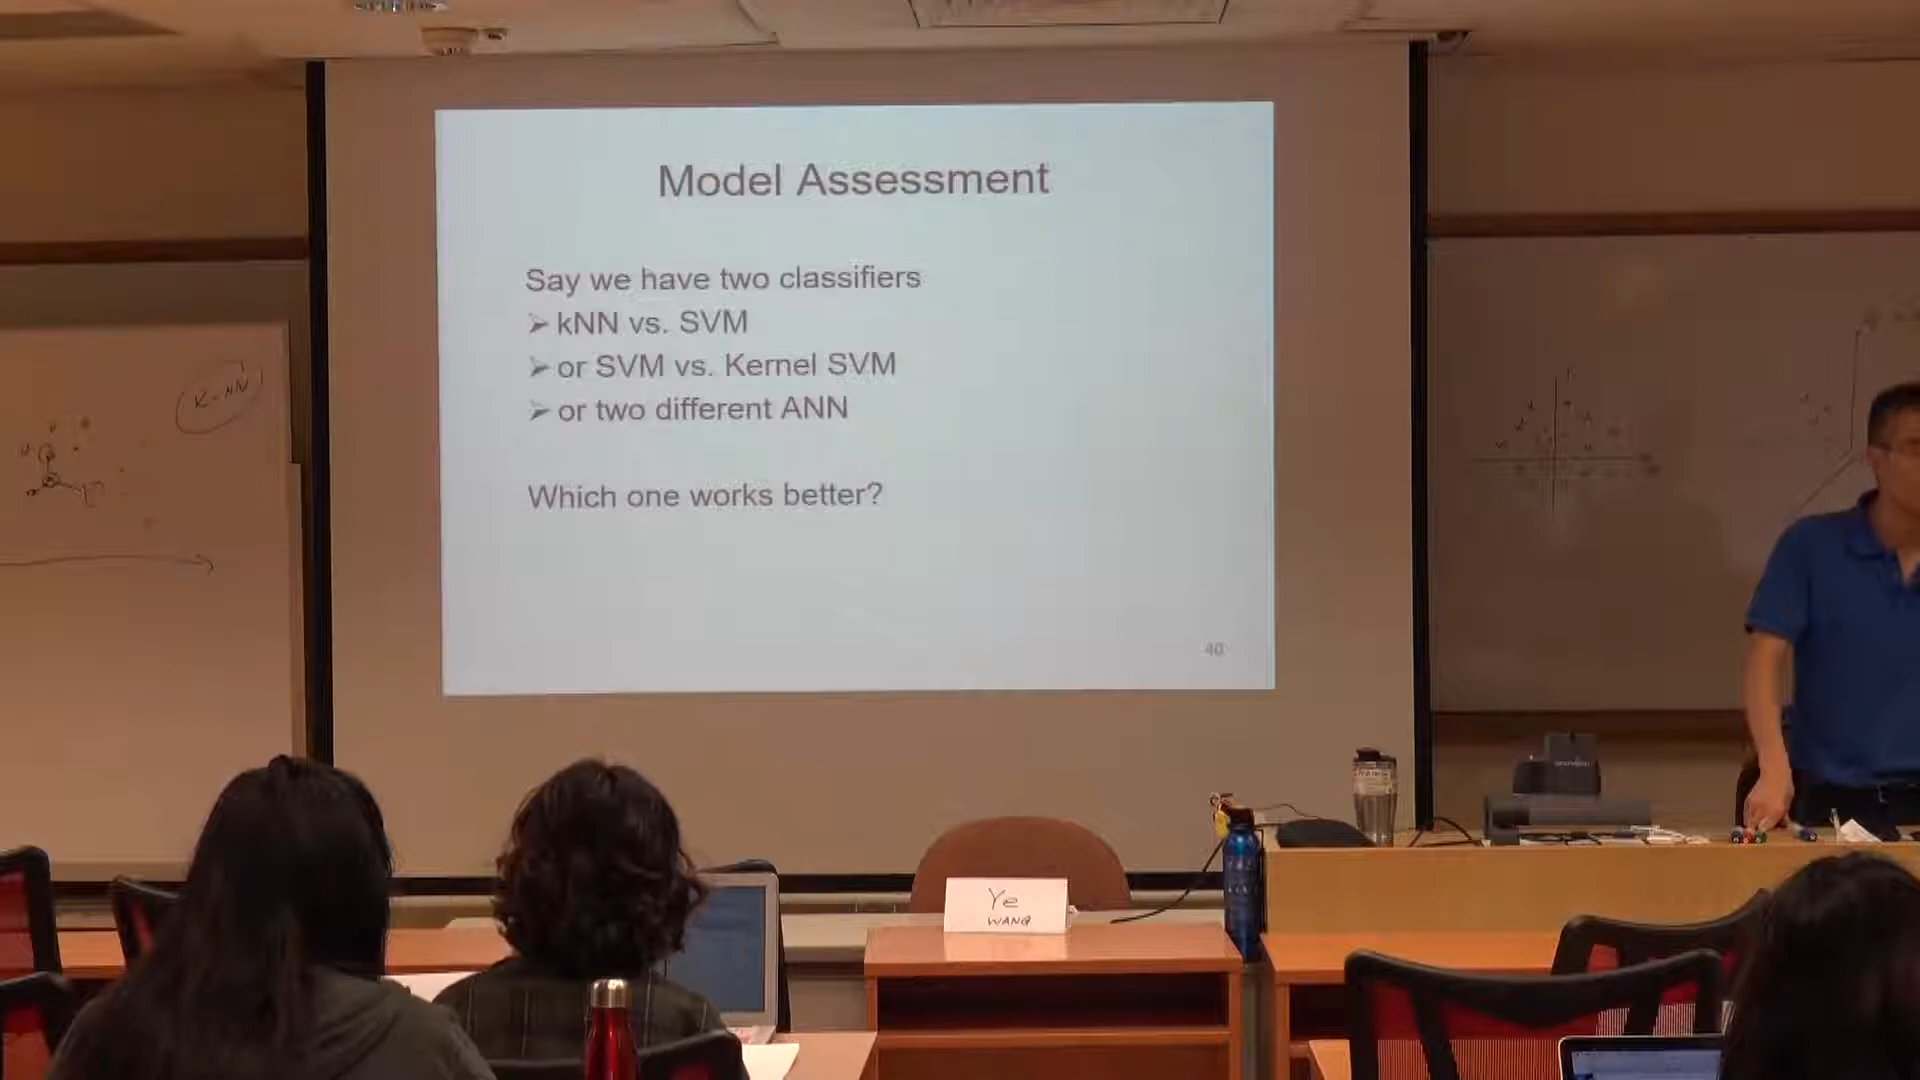 Model Assessment
Say we have two classifiers
➢ kNN vs. SVM
➢ or SVM vs. Kernel SVM
➢ or two different ANN
Which one works better?
40
K-NN
Ye
WANG